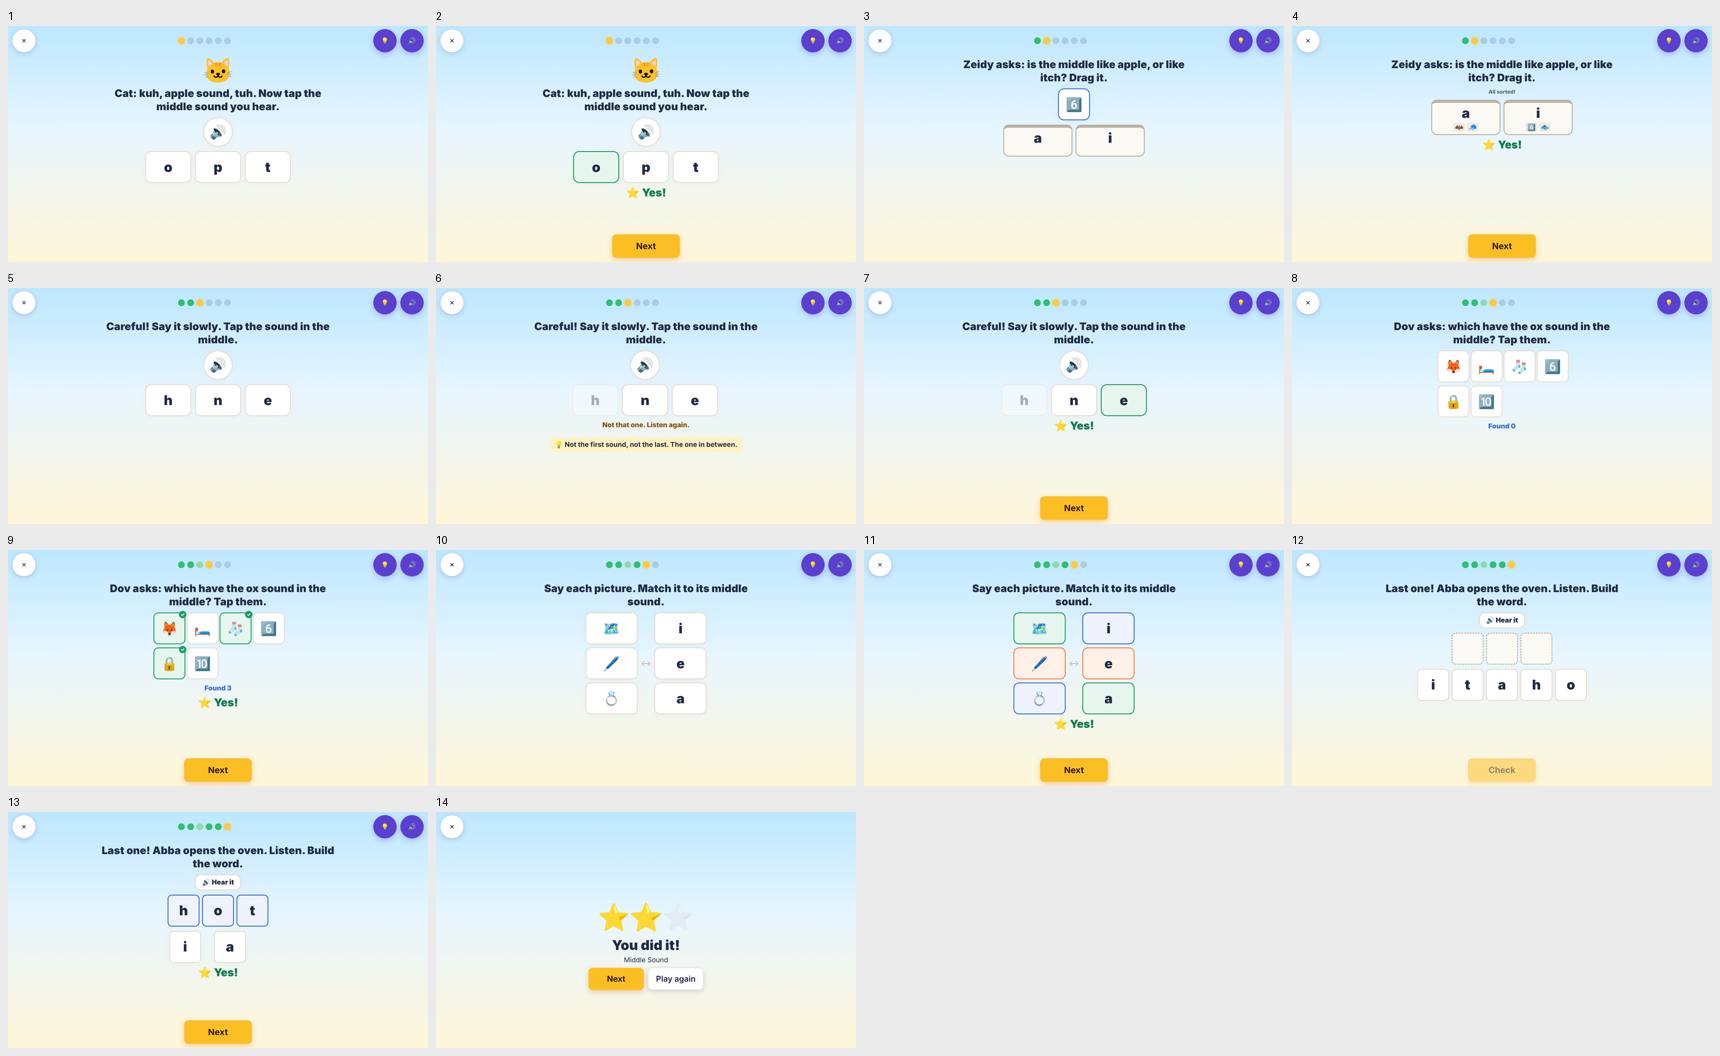 1
2
3
4
Cat: kuh, apple sound, tuh. Now tap the
middle sound you hear.
o p t
Cat: kuh, apple sound, tuh. Now tap the
middle sound you hear.
o p t
Yes!
Next
Zeidy asks: is the middle like apple, or like
itch? Drag it.
6
a i
Zeidy asks: is the middle like apple, or like
itch? Drag it.
All sorted!
a i
6
Yes!
Next
5
6
7
8
Careful! Say it slowly. Tap the sound in the
middle.
h n e
Careful! Say it slowly. Tap the sound in the
middle.
h n e
Not that one. Listen again.
Not the first sound, not the last. The one in between.
Careful! Say it slowly. Tap the sound in the
middle.
h n e
Yes!
Next
Dov asks: which have the ox sound in the
middle? Tap them.
6
10
Found 0
9
10
11
12
Dov asks: which have the ox sound in the
middle? Tap them.
6
10
Found 3
Yes!
Next
Say each picture. Match it to its middle
sound.
i
e
a
Say each picture. Match it to its middle
sound.
i
e
a
Yes!
Next
Last one! Abba opens the oven. Listen. Build
the word.
Hear it
i t a h o
Check
13
14
Last one! Abba opens the oven. Listen. Build
the word.
Hear it
h o t
i a
Yes!
Next
You did it!
Middle Sound
Next Play again